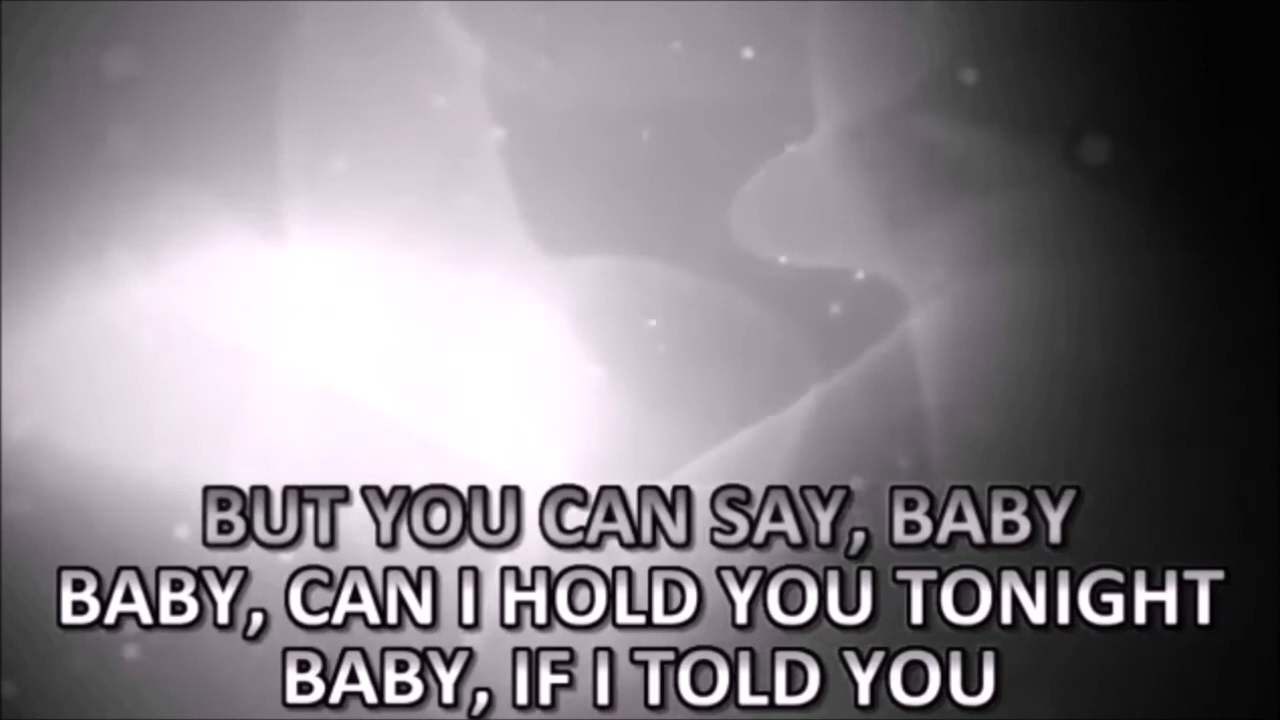 BUT YOU CAN SAY, BABY
BABY, CAN I HOLD YOU TONIGHT
BABY, IF I TOLD YOU